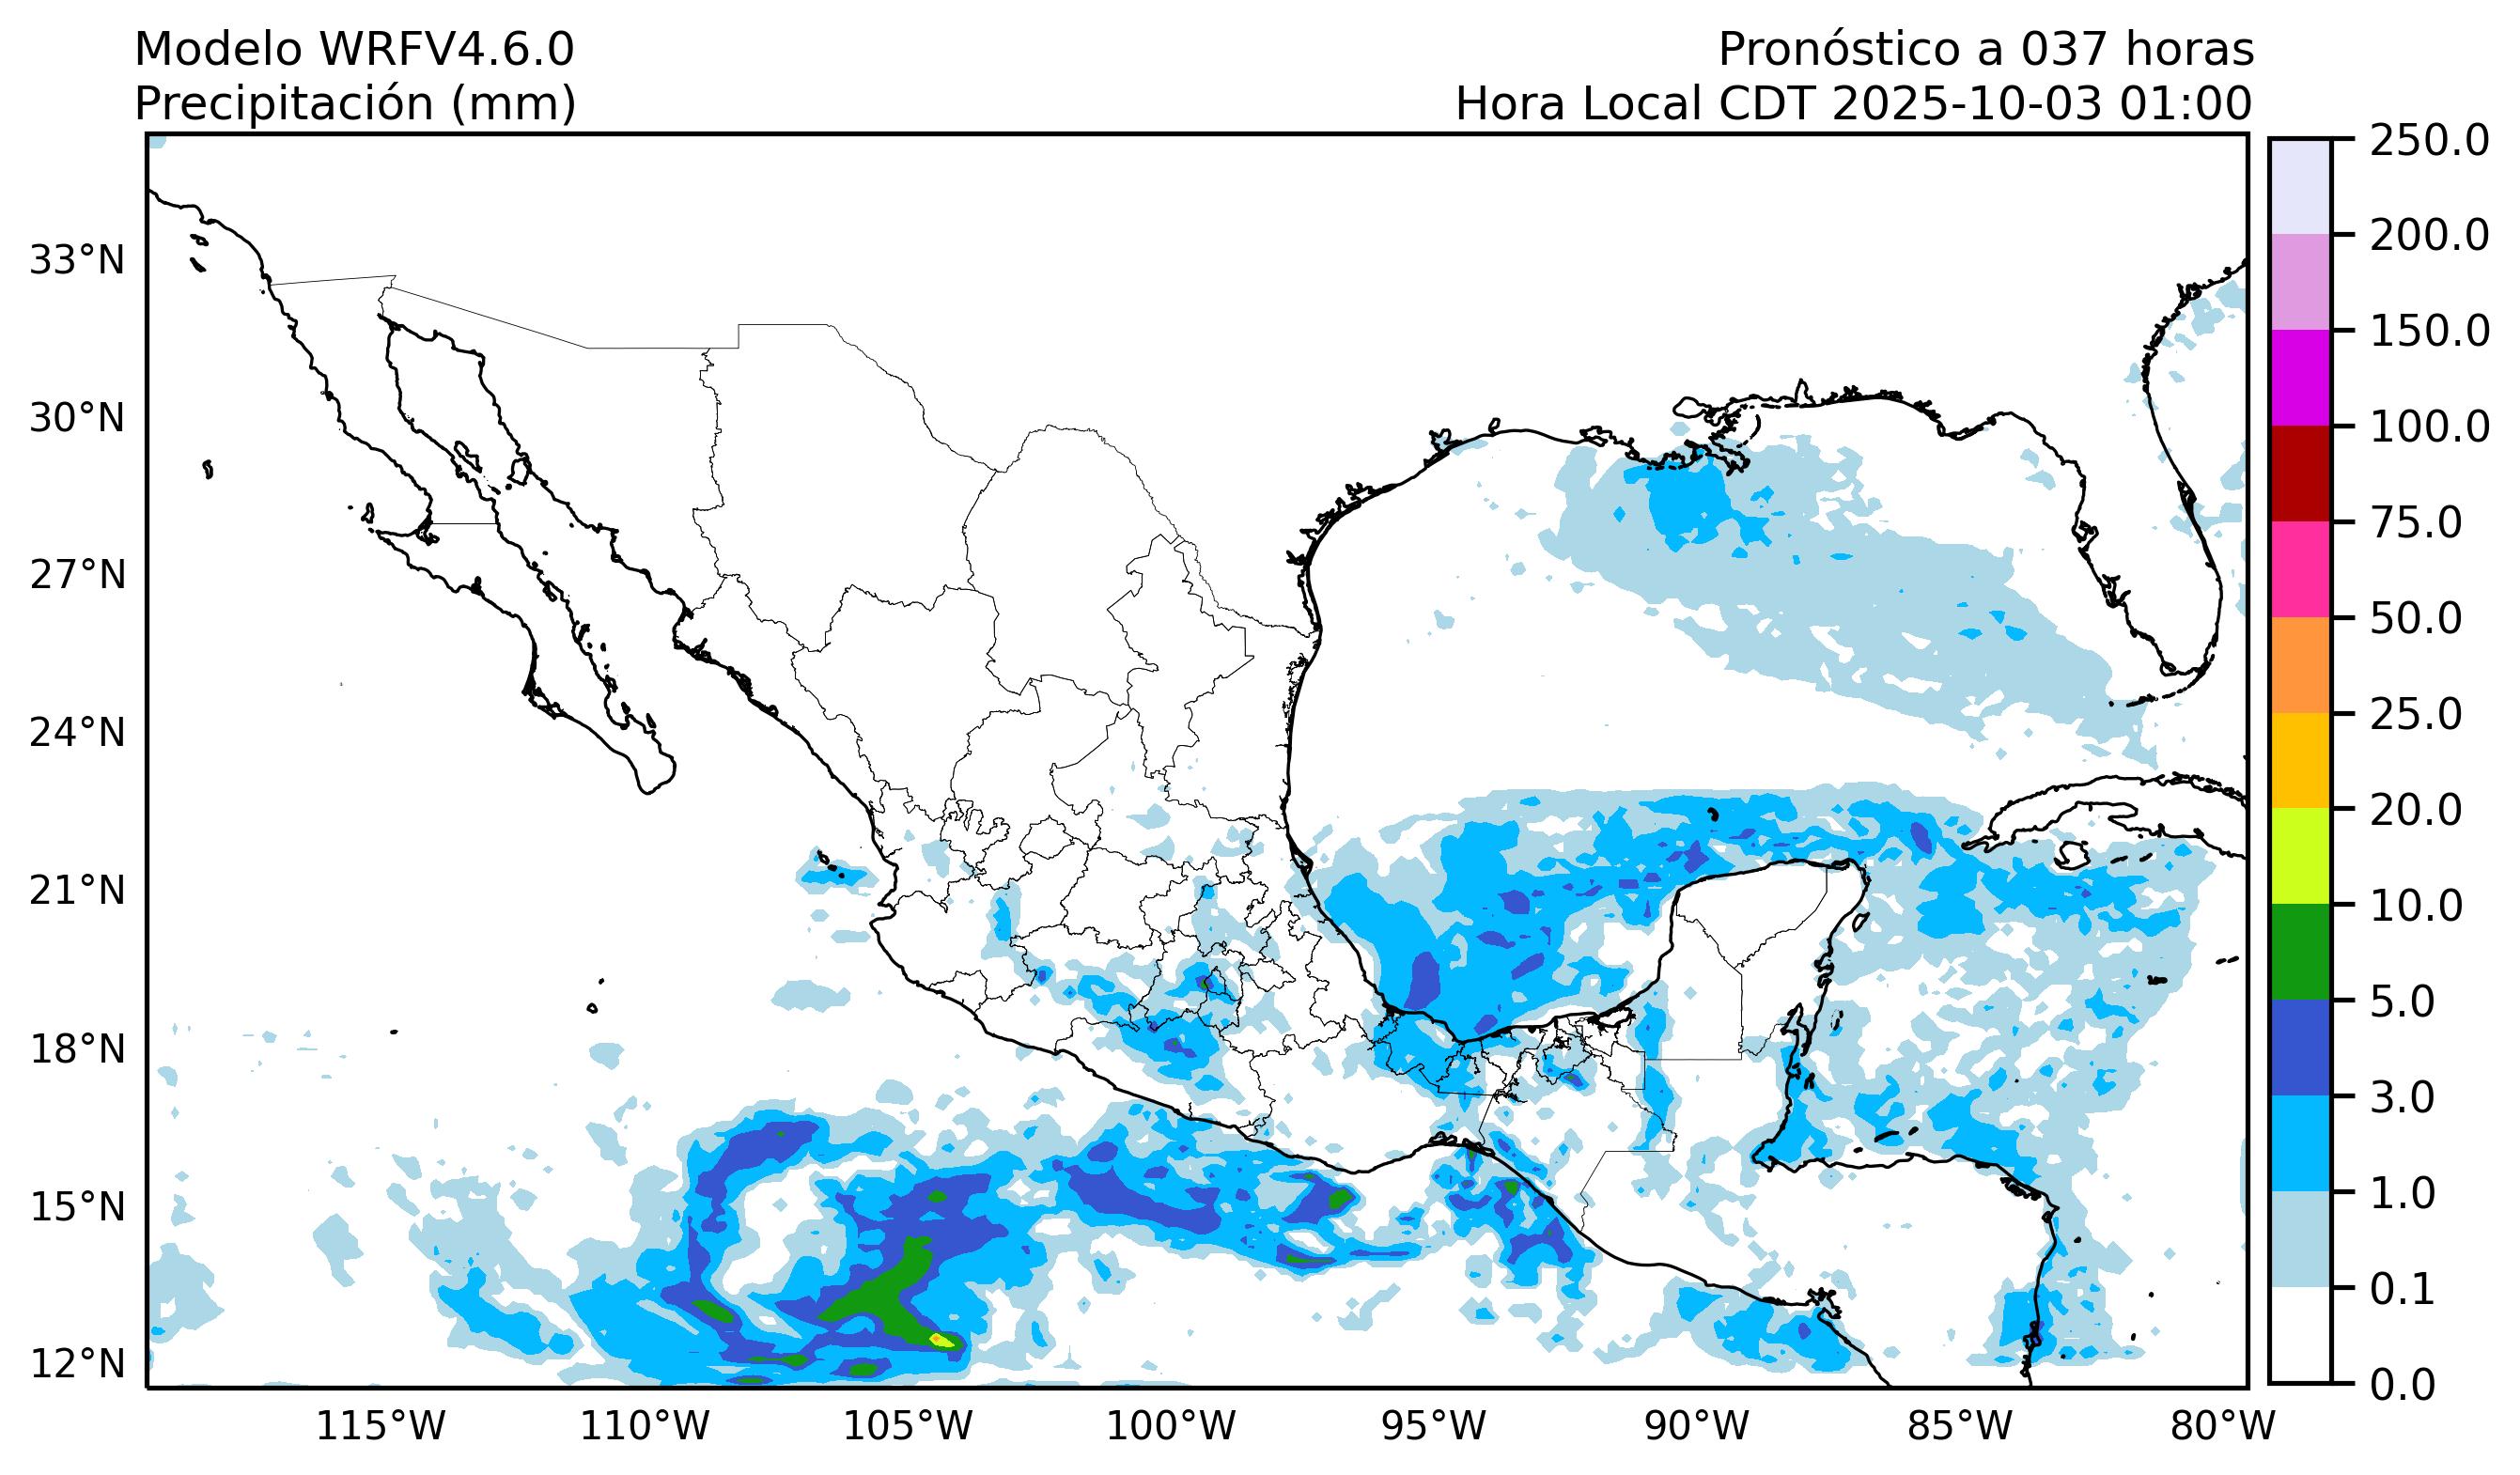 Modelo WRFV4.6.0
Precipitación (mm)
Pronóstico a 037 horas
Hora Local CDT 2025-10-03 01:00
33°N
30°N
27°N
24°N
21°N
18°N
15°N
12°N
115°W
110°W
105°W
100°W
95°W
90°W
85°W
80°W
250.0
200.0
150.0
100.0
75.0
50.0
25.0
20.0
10.0
5.0
3.0
1.0
0.1
0.0